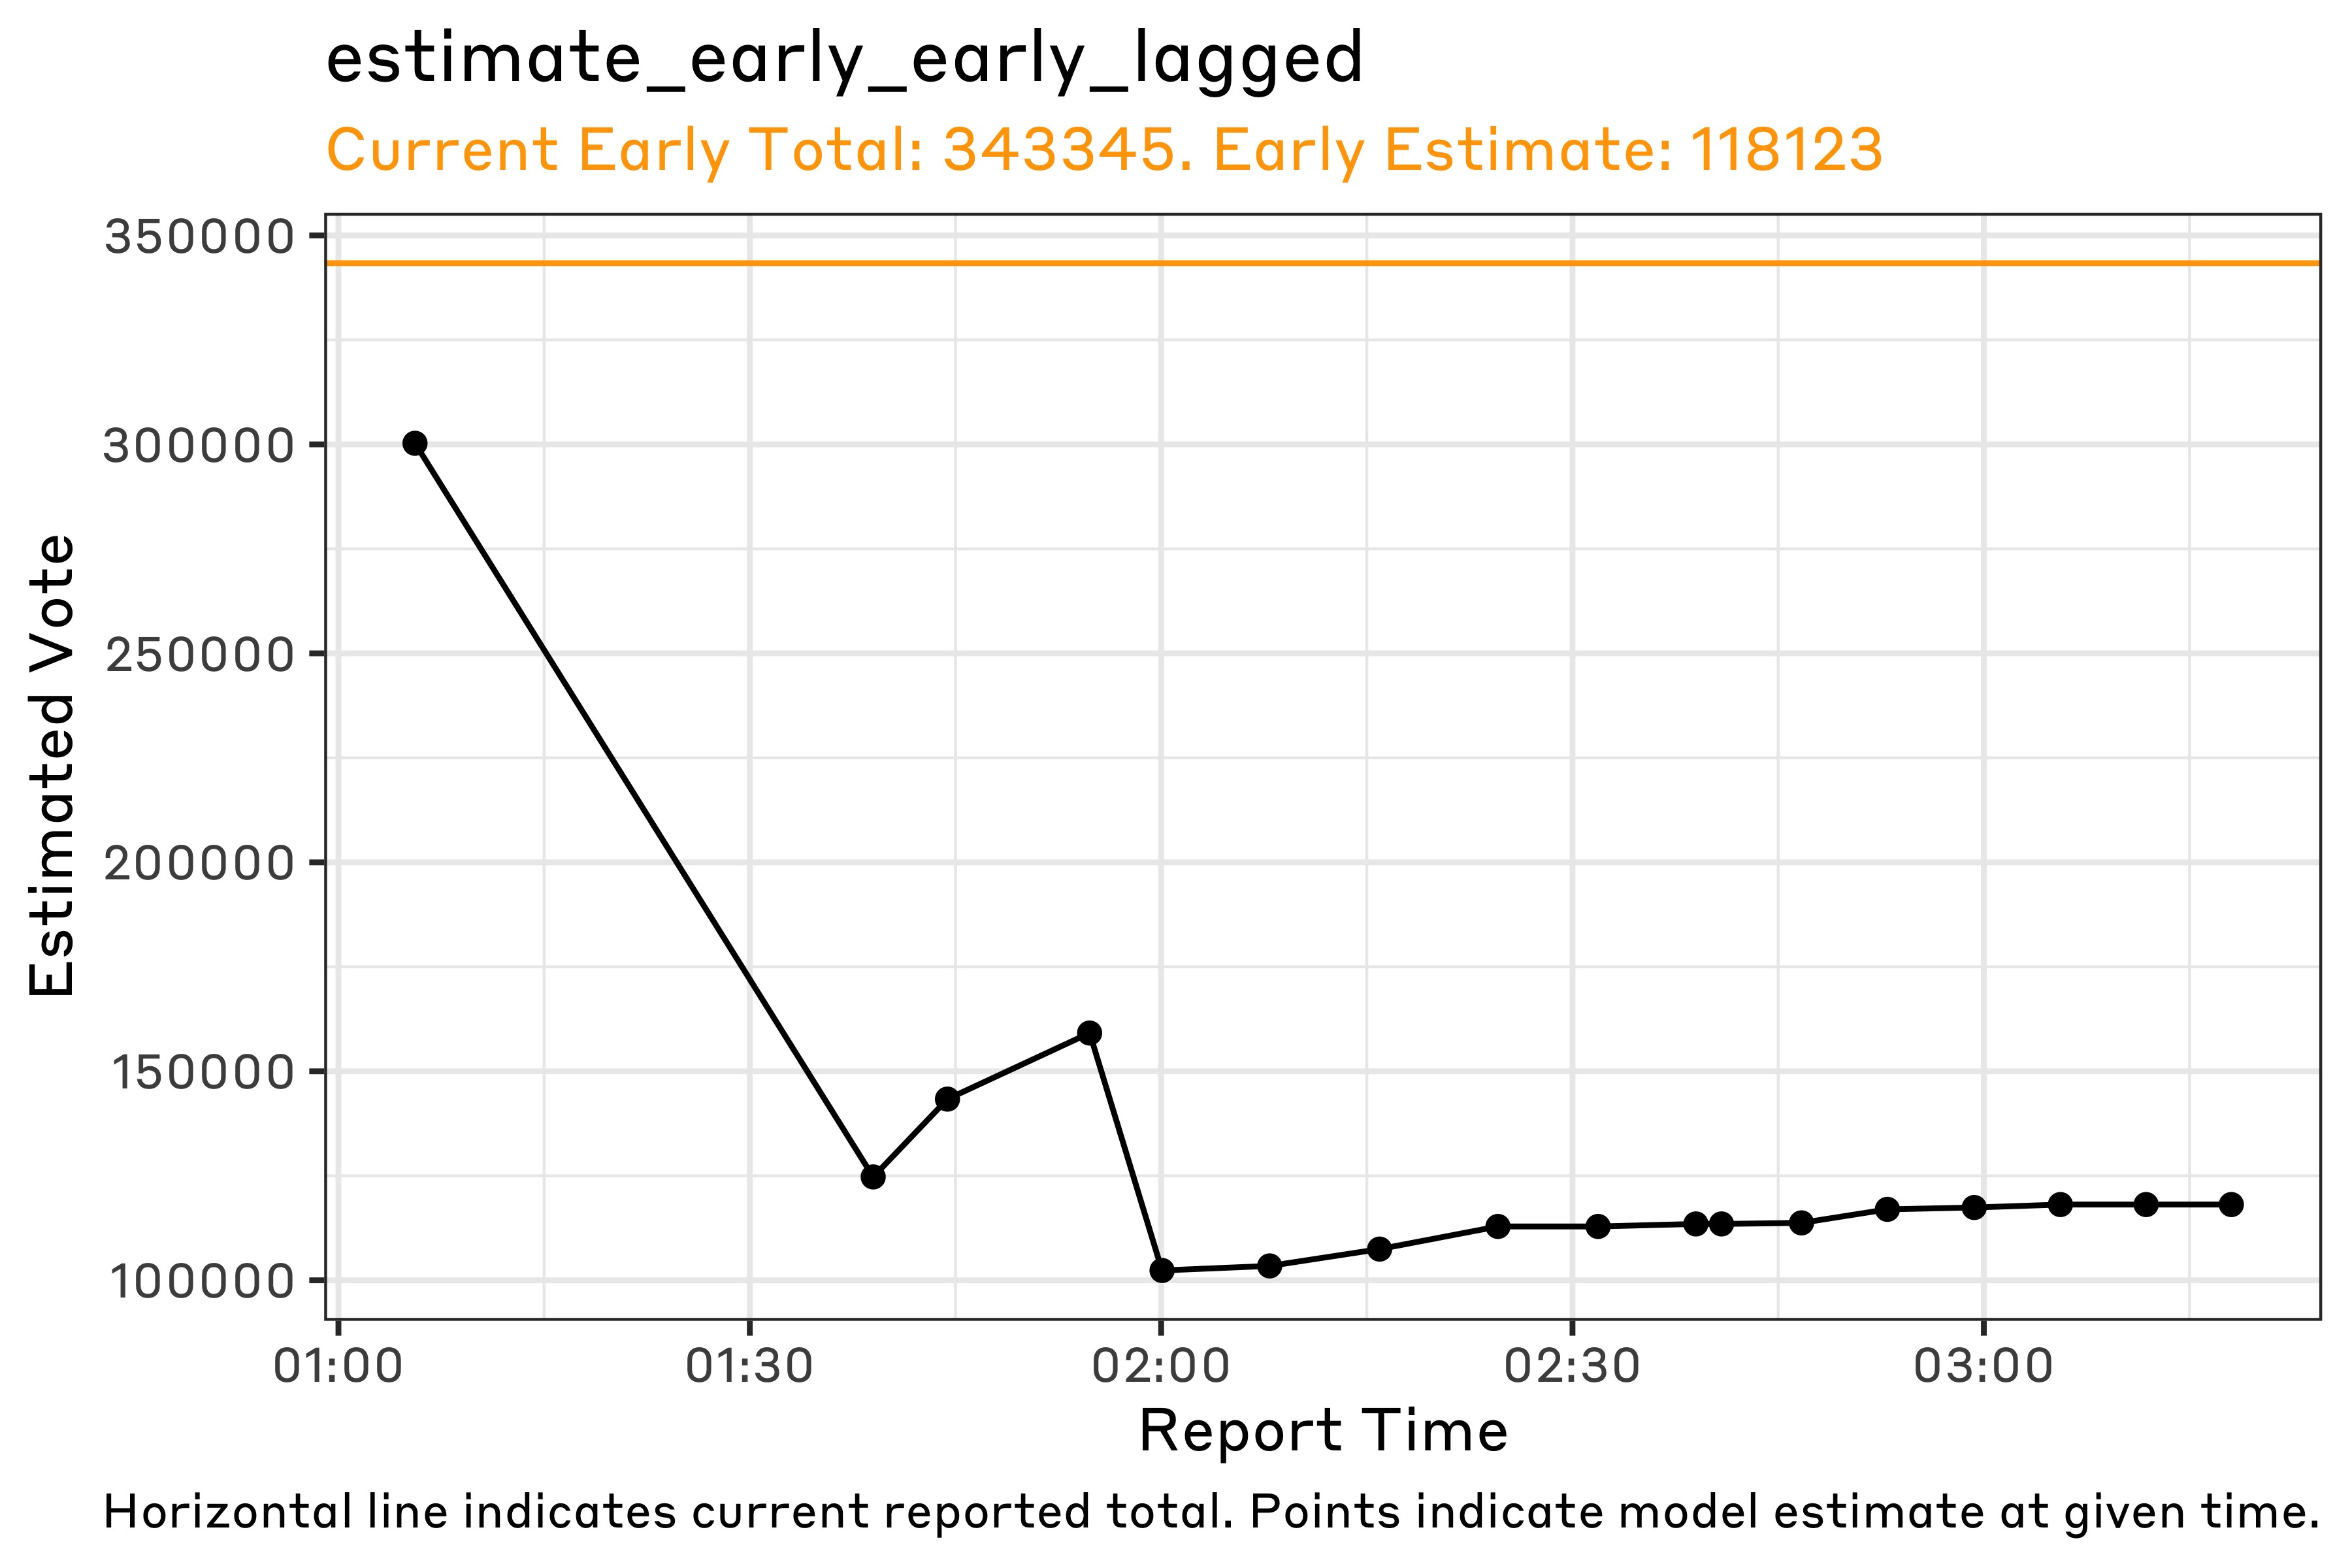 estimate_early_early_lagged
Current Early Total: 343345. Early Estimate: 118123
Estimated Vote
350000
300000
250000
200000
150000
100000
01:00 01:30 02:00 02:30 03:00
Report Time
Horizontal line indicates current reported total. Points indicate model estimate at given time.